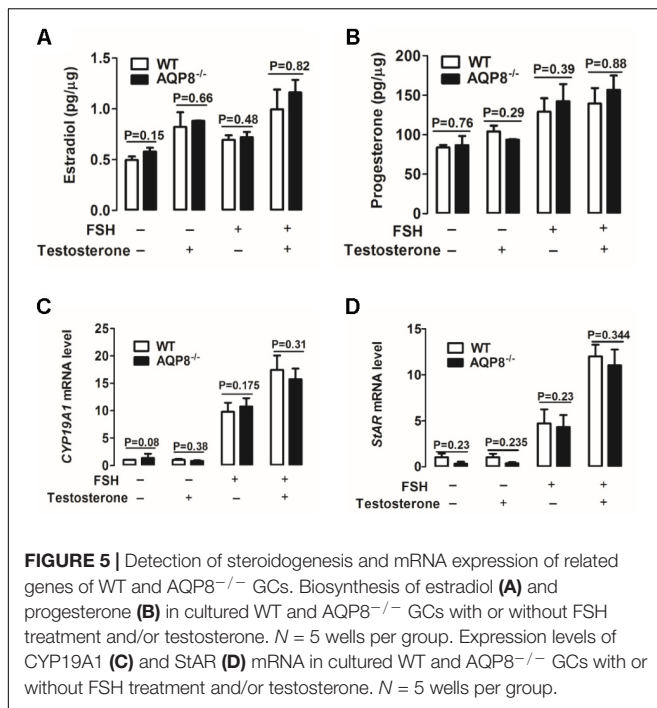 A
WT
AQP8-/-
Estradiol (pg/μg)
1.5
1.0
0.5
0.0
P=0.15
P=0.66
P=0.48
P=0.82
FSH – – + +
Testosterone – + – +
B
WT
AQP8-/-
Progesterone (pg/μg)
200
150
100
50
0
P=0.76
P=0.29
P=0.39
P=0.88
FSH – – + +
Testosterone – + – +
C
WT
AQP8-/-
CYP19A1 mRNA level
25
20
15
10
5
0
P=0.08
P=0.38
P=0.175
P=0.31
FSH – – + +
Testosterone – + – +
D
WT
AQP8-/-
StAR mRNA level
15
10
5
0
P=0.23
P=0.235
P=0.23
P=0.344
FSH – – + +
Testosterone – + – +
FIGURE 5 | Detection of steroidogenesis and mRNA expression of related
genes of WT and AQP8−/− GCs. Biosynthesis of estradiol (A) and
progesterone (B) in cultured WT and AQP8−/− GCs with or without FSH
treatment and/or testosterone. N = 5 wells per group. Expression levels of
CYP19A1 (C) and StAR (D) mRNA in cultured WT and AQP8−/− GCs with or
without FSH treatment and/or testosterone. N = 5 wells per group.